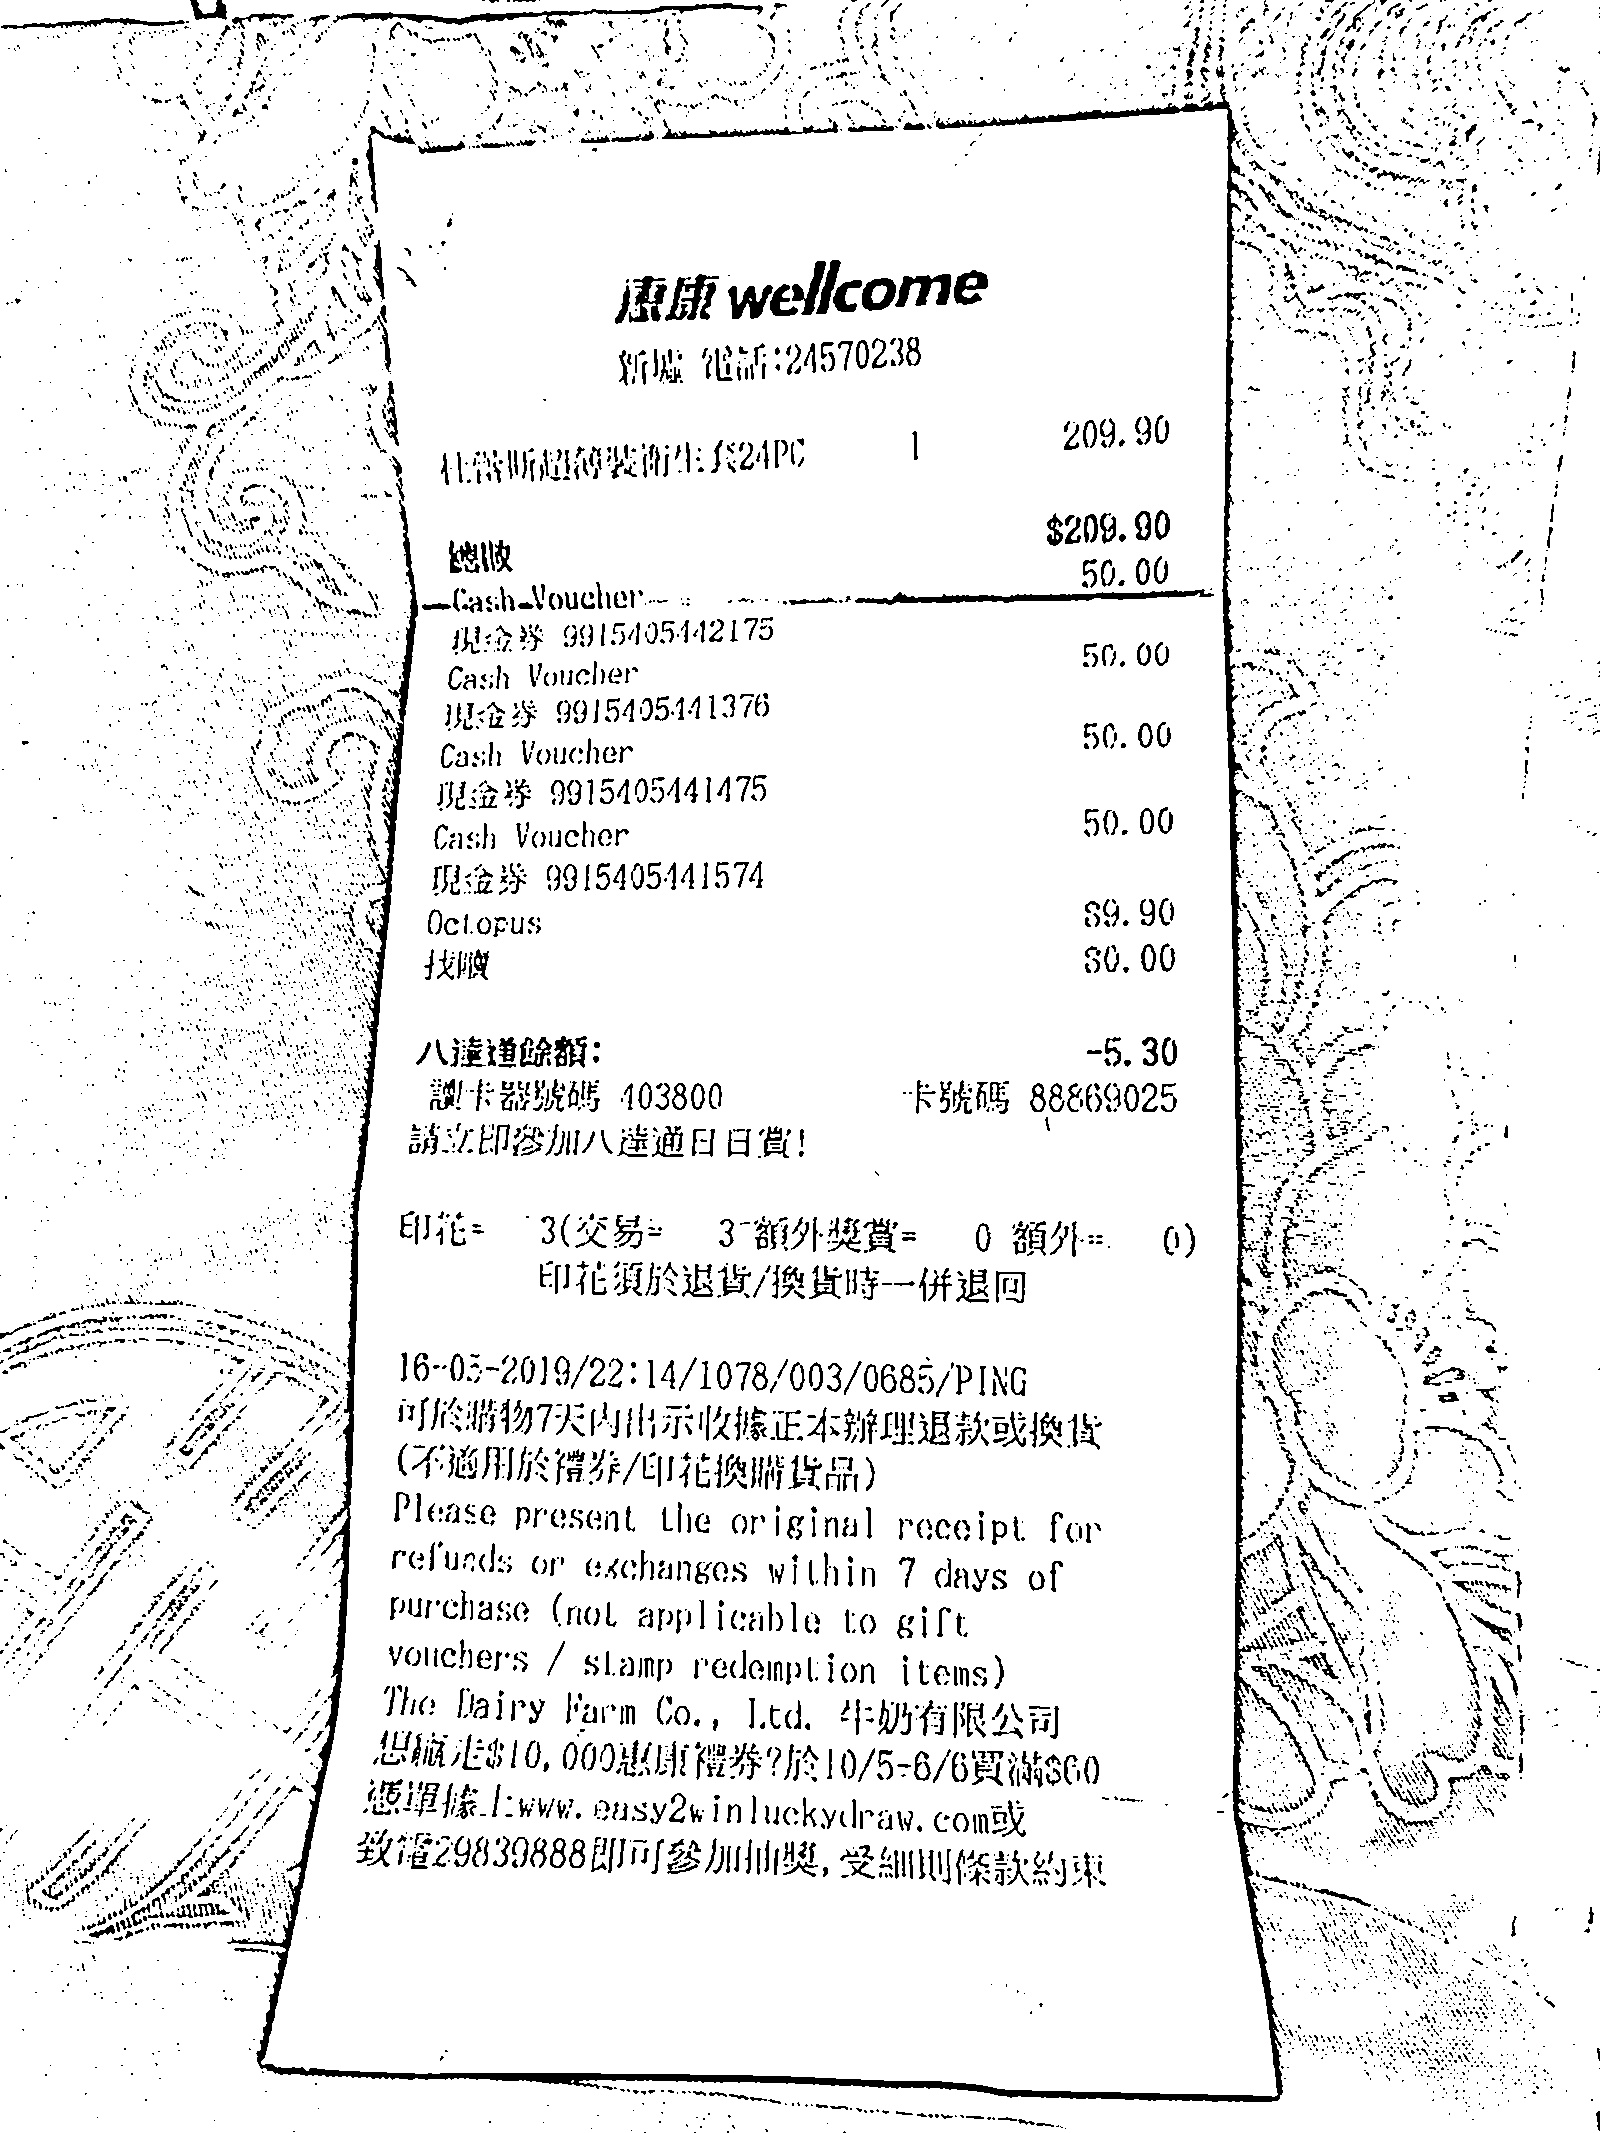 惠康 wellcome
新墟 電話:24570238
杜蕾斯超薄裝衛生套24PC 1 209.90
總數 $209.90
Cash Voucher 50.00
現金券 9915405442175
Cash Voucher 50.00
現金券 9915405441376
Cash Voucher 50.00
現金券 9915405441475
Cash Voucher 50.00
現金券 9915405441574
Octopus $9.90
找贖 $0.00
八達通餘額: -5.30
讀卡器號碼 403800 卡號碼 88869025
請立即參加八達通日日賞!
印花= 3(交易= 3 額外獎賞= 0 額外= 0)
印花須於退貨/換貨時一併退回
16-05-2019/22:14/1078/003/0685/PING
可於購物7天內出示收據正本辦理退款或換貨
(不適用於禮券/印花換購貨品)
Please present the original receipt for
refunds or exchanges within 7 days of
purchase (not applicable to gift
vouchers / stamp redemption items)
The Dairy Farm Co., Ltd. 牛奶有限公司
想贏走$10,000惠康禮券?於10/5-6/6買滿$60
憑單據上www.easy2winluckydraw.com或
致電29839888即可參加抽獎,受細則條款約束